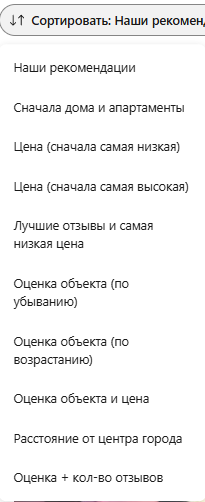 Сортировать: Наши рекомен
Наши рекомендации
Сначала дома и апартаменты
Цена (сначала самая низкая)
Цена (сначала самая высокая)
Лучшие отзывы и самая
низкая цена
Оценка объекта (по
убыванию)
Оценка объекта (по
возрастанию)
Оценка объекта и цена
Расстояние от центра города
Оценка + кол-во отзывов